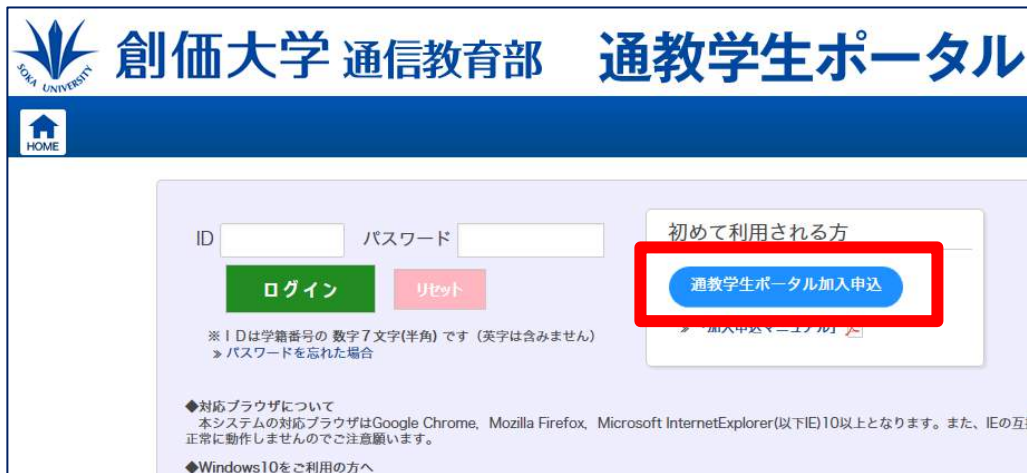 創価大学 通信教育部 通教学生ポータル
SOKA UNIVERSITY
HOME
ID パスワード
ログイン リセット
※IDは学籍番号の数字7文字(半角)です（英字は含みません）
» パスワードを忘れた場合
初めて利用される方
通教学生ポータル加入申込
» 「加入申込マニュアル」
◆対応ブラウザについて
本システムの対応ブラウザはGoogle Chrome, Mozilla Firefox, Microsoft InternetExplorer(以下IE)10以上となります。また、IEの互
正常に動作しませんのでご注意願います。
◆Windows10をご利用の方へ